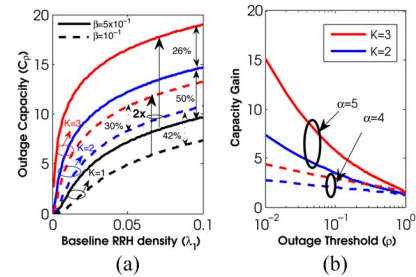 β=5x10⁻¹
β=10⁻¹
K=3
K=2
K=1
2x
26%
50%
30%
42%
20
15
10
5
0
0
0.05
0.1
Outage Capacity (Cρ)
Baseline RRH density (λ₁)
(a)
K=3
K=2
α=5
α=4
20
15
10
5
0
10⁻²
10⁻¹
10⁰
Capacity Gain
Outage Threshold (ρ)
(b)